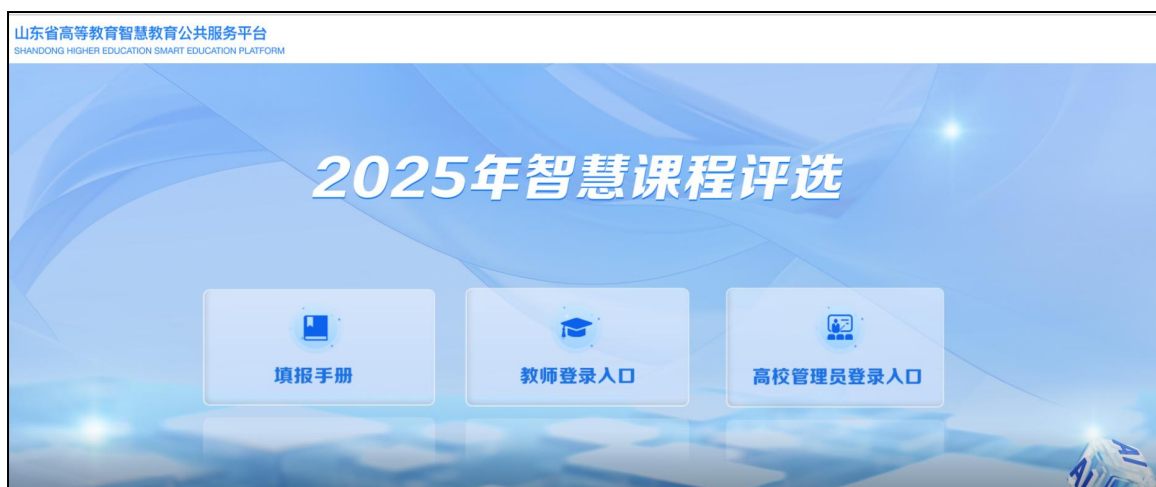 山东省高等教育智慧教育公共服务平台
SHANDONG HIGHER EDUCATION SMART EDUCATION PLATFORM
2025年智慧课程评选
填报手册
教师登录入口
高校管理员登录入口
AI
AI